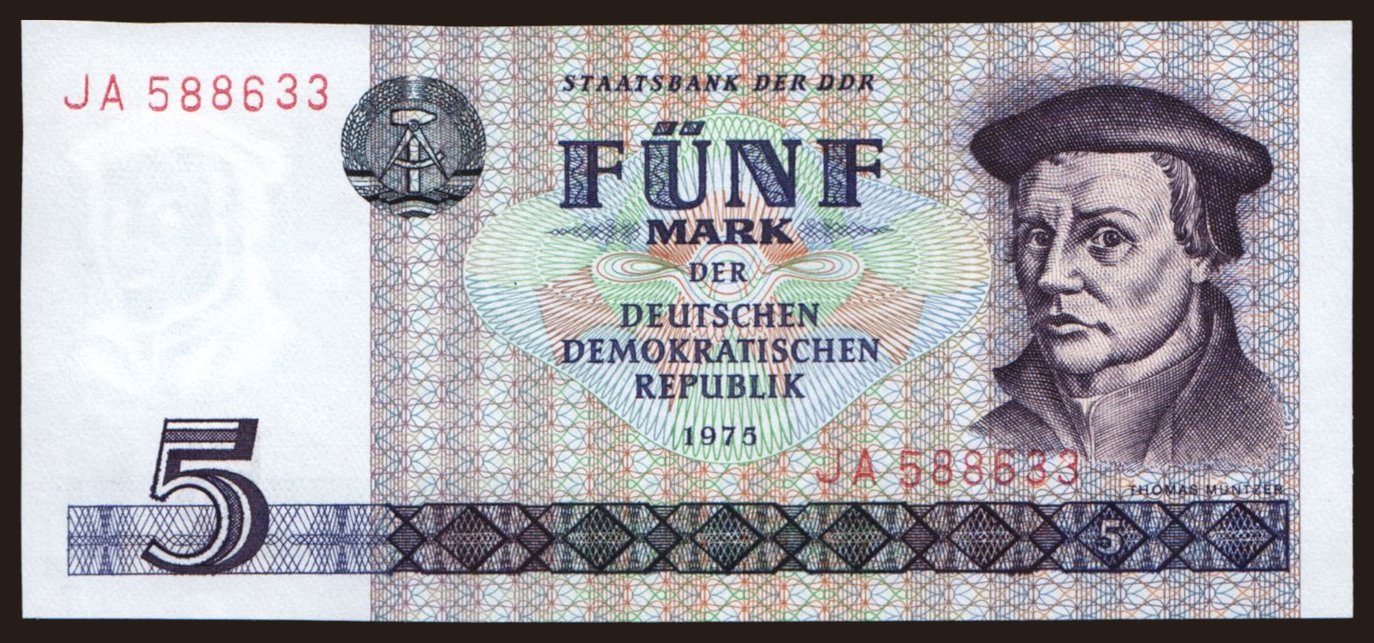 JA 588633
STAATSBANK DER DDR
FÜNF
MARK
DER
DEUTSCHEN
DEMOKRATISCHEN
REPUBLIK
1975
JA 588633
THOMAS MÜNTZER
5
5